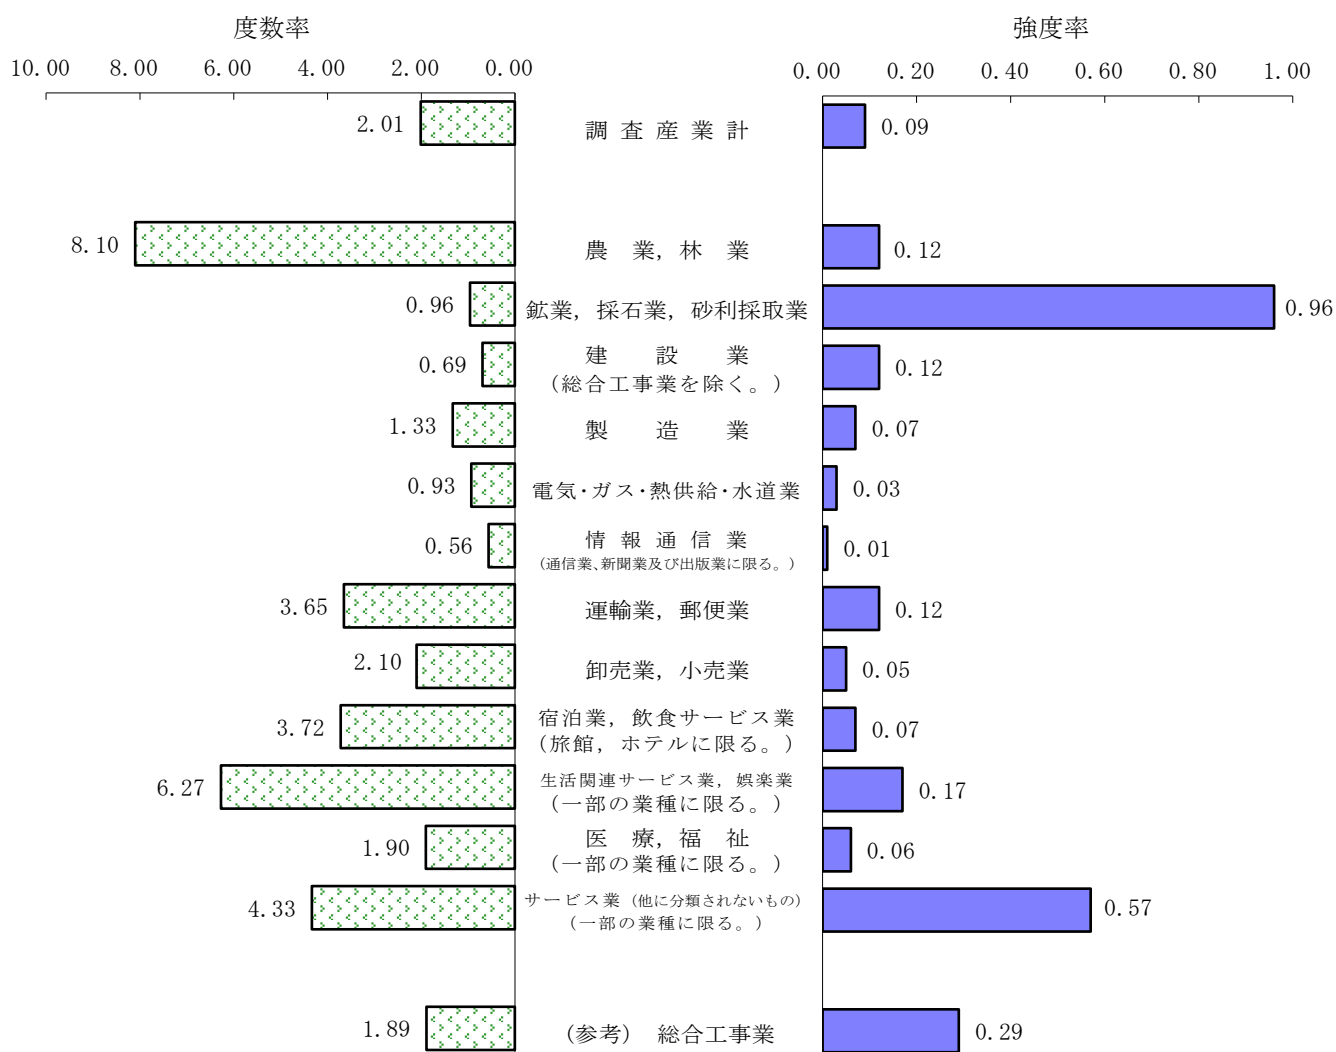 度数率 強度率
10.00 8.00 6.00 4.00 2.00 0.00 0.00 0.20 0.40 0.60 0.80 1.00
2.01 調査産業計 0.09
8.10 農業，林業 0.12
0.96 鉱業，採石業，砂利採取業 0.96
0.69 建設業 0.12
（総合工事業を除く。）
1.33 製造業 0.07
0.93 電気・ガス・熱供給・水道業 0.03
0.56 情報通信業 0.01
（通信業、新聞業及び出版業に限る。）
3.65 運輸業，郵便業 0.12
2.10 卸売業，小売業 0.05
3.72 宿泊業，飲食サービス業 0.07
（旅館，ホテルに限る。）
6.27 生活関連サービス業，娯楽業 0.17
（一部の業種に限る。）
1.90 医療，福祉 0.06
（一部の業種に限る。）
4.33 サービス業（他に分類されないもの） 0.57
（一部の業種に限る。）
1.89 （参考） 総合工事業 0.29